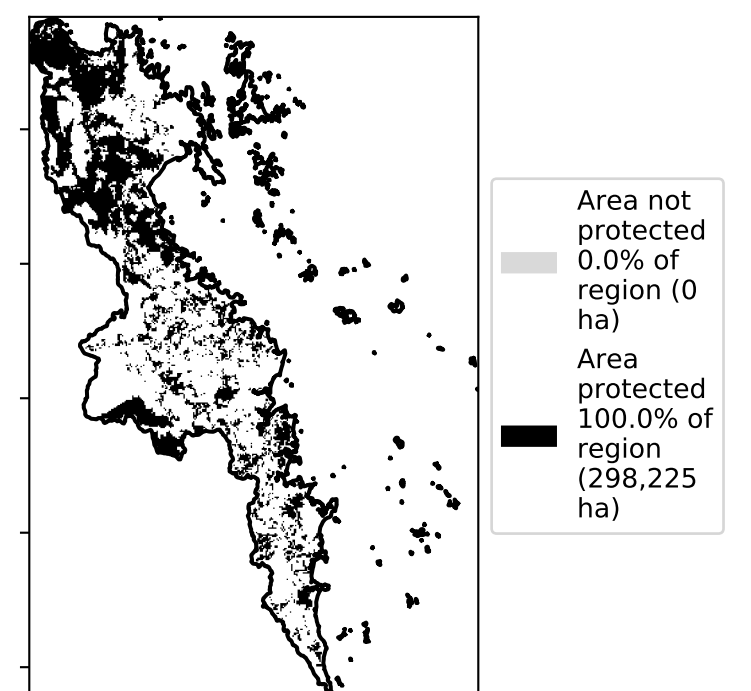 Area not
protected
0.0% of
region (0
ha)
Area
protected
100.0% of
region
(298,225
ha)